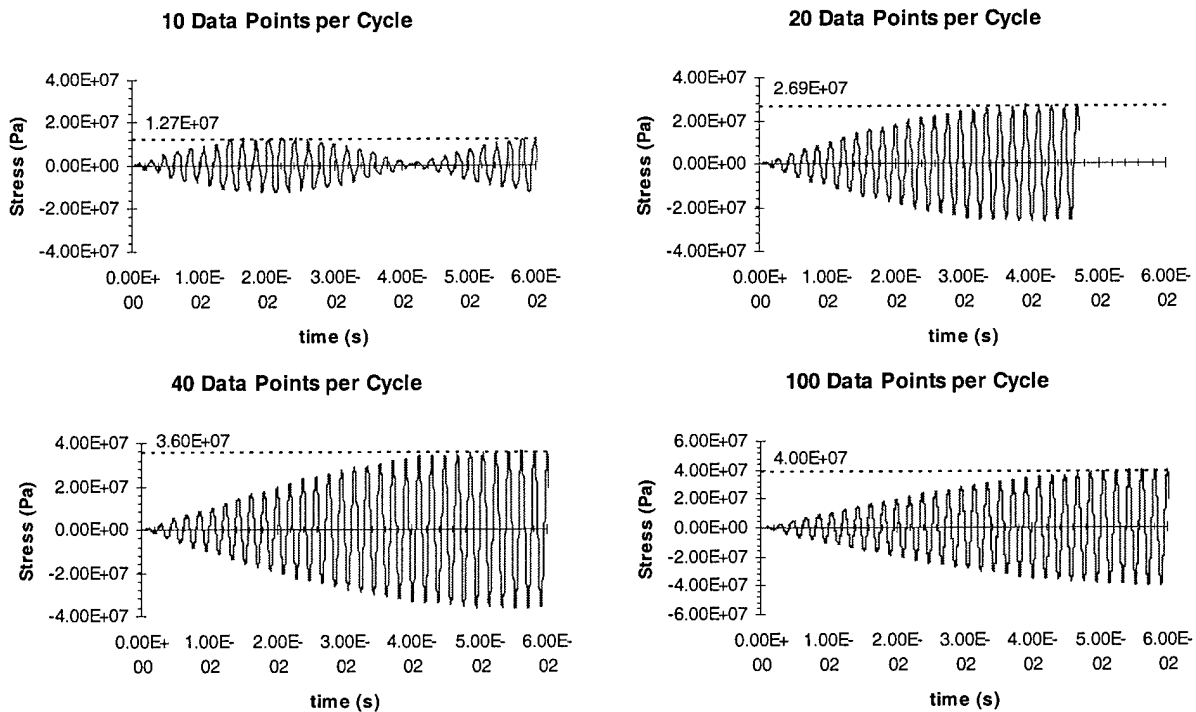 10 Data Points per Cycle
Stress (Pa)
4.00E+07
2.00E+07
0.00E+00
-2.00E+07
-4.00E+07
1.27E+07
0.00E+ 1.00E- 2.00E- 3.00E- 4.00E- 5.00E- 6.00E-
00 02 02 02 02 02 02
time (s)
20 Data Points per Cycle
Stress (Pa)
4.00E+07
2.00E+07
0.00E+00
-2.00E+07
-4.00E+07
2.69E+07
0.00E+ 1.00E- 2.00E- 3.00E- 4.00E- 5.00E- 6.00E-
00 02 02 02 02 02 02
time (s)
40 Data Points per Cycle
Stress (Pa)
4.00E+07
2.00E+07
0.00E+00
-2.00E+07
-4.00E+07
3.60E+07
0.00E+ 1.00E- 2.00E- 3.00E- 4.00E- 5.00E- 6.00E-
00 02 02 02 02 02 02
time (s)
100 Data Points per Cycle
Stress (Pa)
6.00E+07
4.00E+07
2.00E+07
0.00E+00
-2.00E+07
-4.00E+07
-6.00E+07
4.00E+07
0.00E+ 1.00E- 2.00E- 3.00E- 4.00E- 5.00E- 6.00E-
00 02 02 02 02 02 02
time (s)